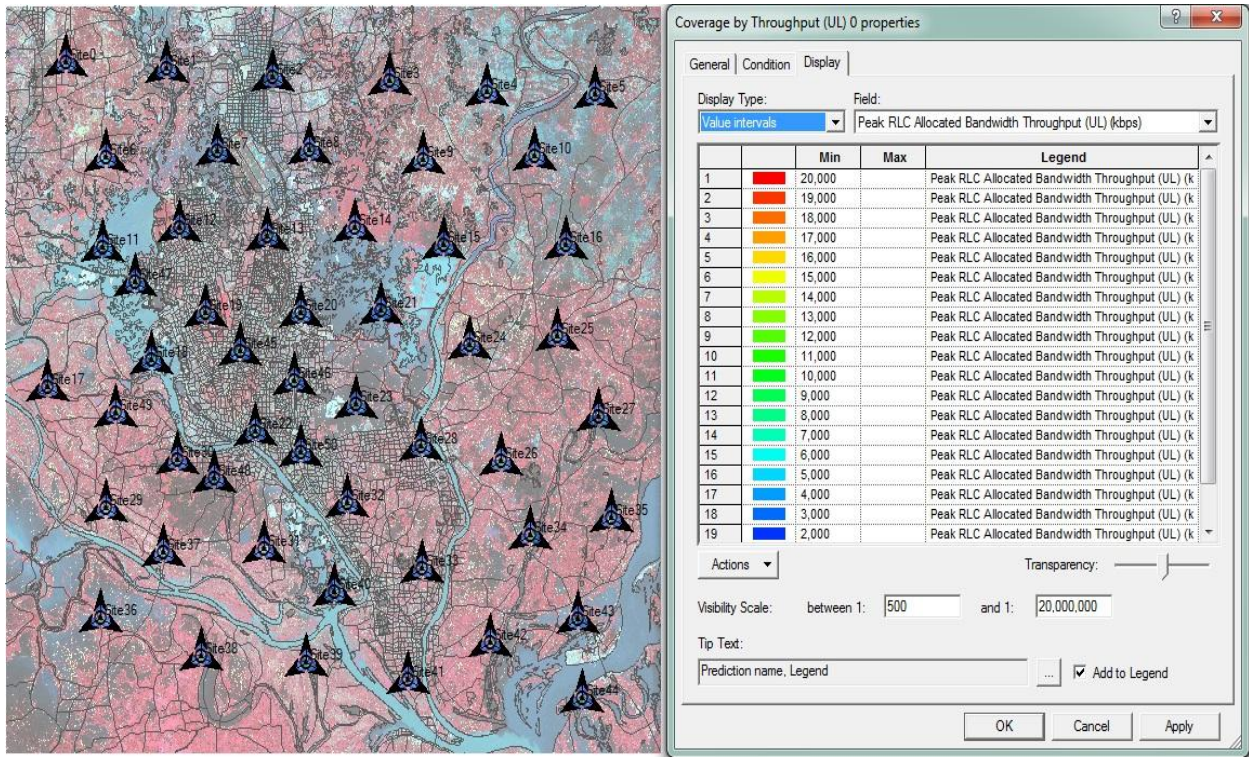 Site0
Site1
Site2
Site3
Site4
Site5
Site6
Site7
Site8
Site9
Site10
Site11
Site12
Site13
Site14
Site15
Site16
Site47
Site19
Site20
Site21
Site24
Site25
Site18
Site17
Site46
Site23
Site27
Site49
Site22
Site50
Site28
Site26
Site48
Site29
Site32
Site35
Site34
Site37
Site31
Site33
Site40
Site36
Site43
Site42
Site38
Site39
Site41
Site44
Coverage by Throughput (UL) 0 properties
General Condition Display
Display Type: Field:
Value intervals Peak RLC Allocated Bandwidth Throughput (UL) (kbps)
Min Max Legend
1 20,000 Peak RLC Allocated Bandwidth Throughput (UL) (k
2 19,000 Peak RLC Allocated Bandwidth Throughput (UL) (k
3 18,000 Peak RLC Allocated Bandwidth Throughput (UL) (k
4 17,000 Peak RLC Allocated Bandwidth Throughput (UL) (k
5 16,000 Peak RLC Allocated Bandwidth Throughput (UL) (k
6 15,000 Peak RLC Allocated Bandwidth Throughput (UL) (k
7 14,000 Peak RLC Allocated Bandwidth Throughput (UL) (k
8 13,000 Peak RLC Allocated Bandwidth Throughput (UL) (k
9 12,000 Peak RLC Allocated Bandwidth Throughput (UL) (k
10 11,000 Peak RLC Allocated Bandwidth Throughput (UL) (k
11 10,000 Peak RLC Allocated Bandwidth Throughput (UL) (k
12 9,000 Peak RLC Allocated Bandwidth Throughput (UL) (k
13 8,000 Peak RLC Allocated Bandwidth Throughput (UL) (k
14 7,000 Peak RLC Allocated Bandwidth Throughput (UL) (k
15 6,000 Peak RLC Allocated Bandwidth Throughput (UL) (k
16 5,000 Peak RLC Allocated Bandwidth Throughput (UL) (k
17 4,000 Peak RLC Allocated Bandwidth Throughput (UL) (k
18 3,000 Peak RLC Allocated Bandwidth Throughput (UL) (k
19 2,000 Peak RLC Allocated Bandwidth Throughput (UL) (k
Actions Transparency:
Visibility Scale: between 1: 500 and 1: 20,000,000
Tip Text:
Prediction name, Legend ... Add to Legend
OK Cancel Apply